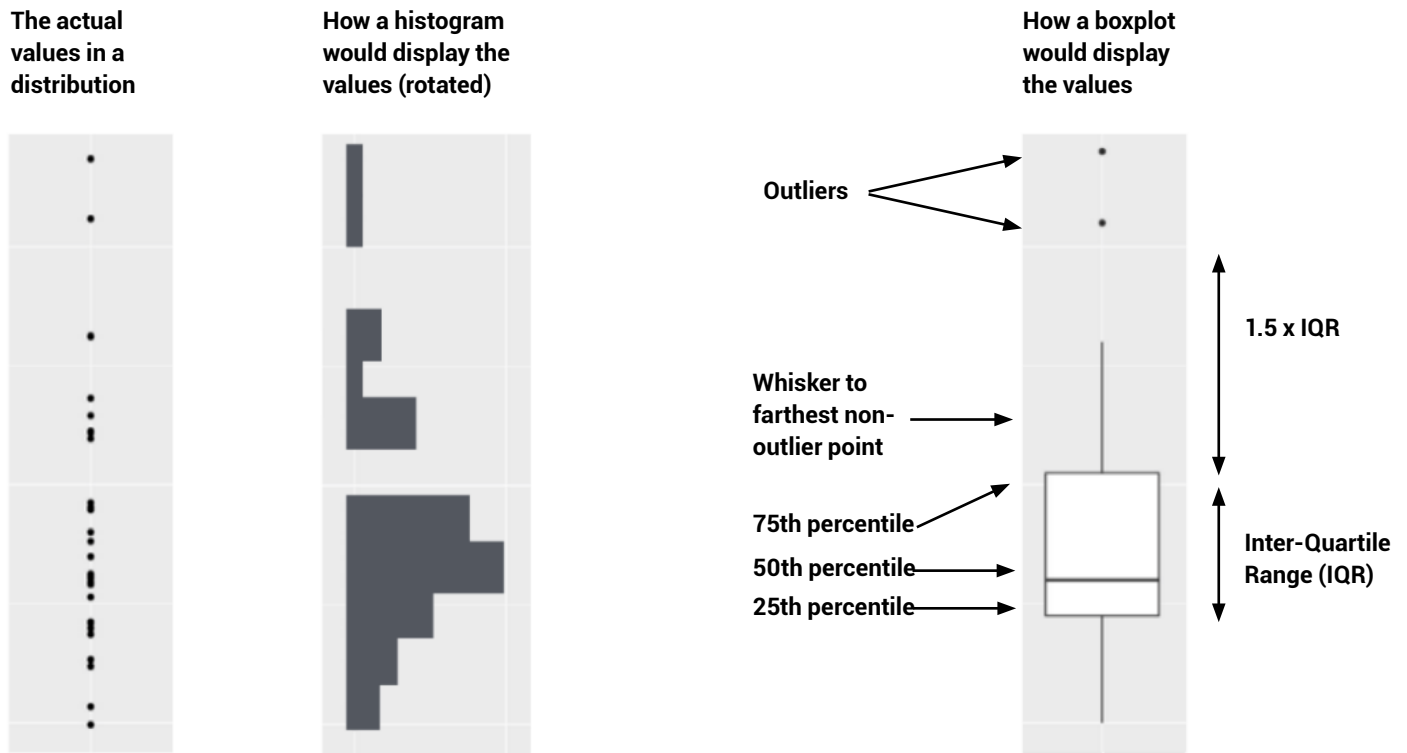 The actual
values in a
distribution
How a histogram
would display the
values (rotated)
How a boxplot
would display
the values
Outliers
1.5 x IQR
Whisker to
farthest non-
outlier point
75th percentile
50th percentile
25th percentile
Inter-Quartile
Range (IQR)